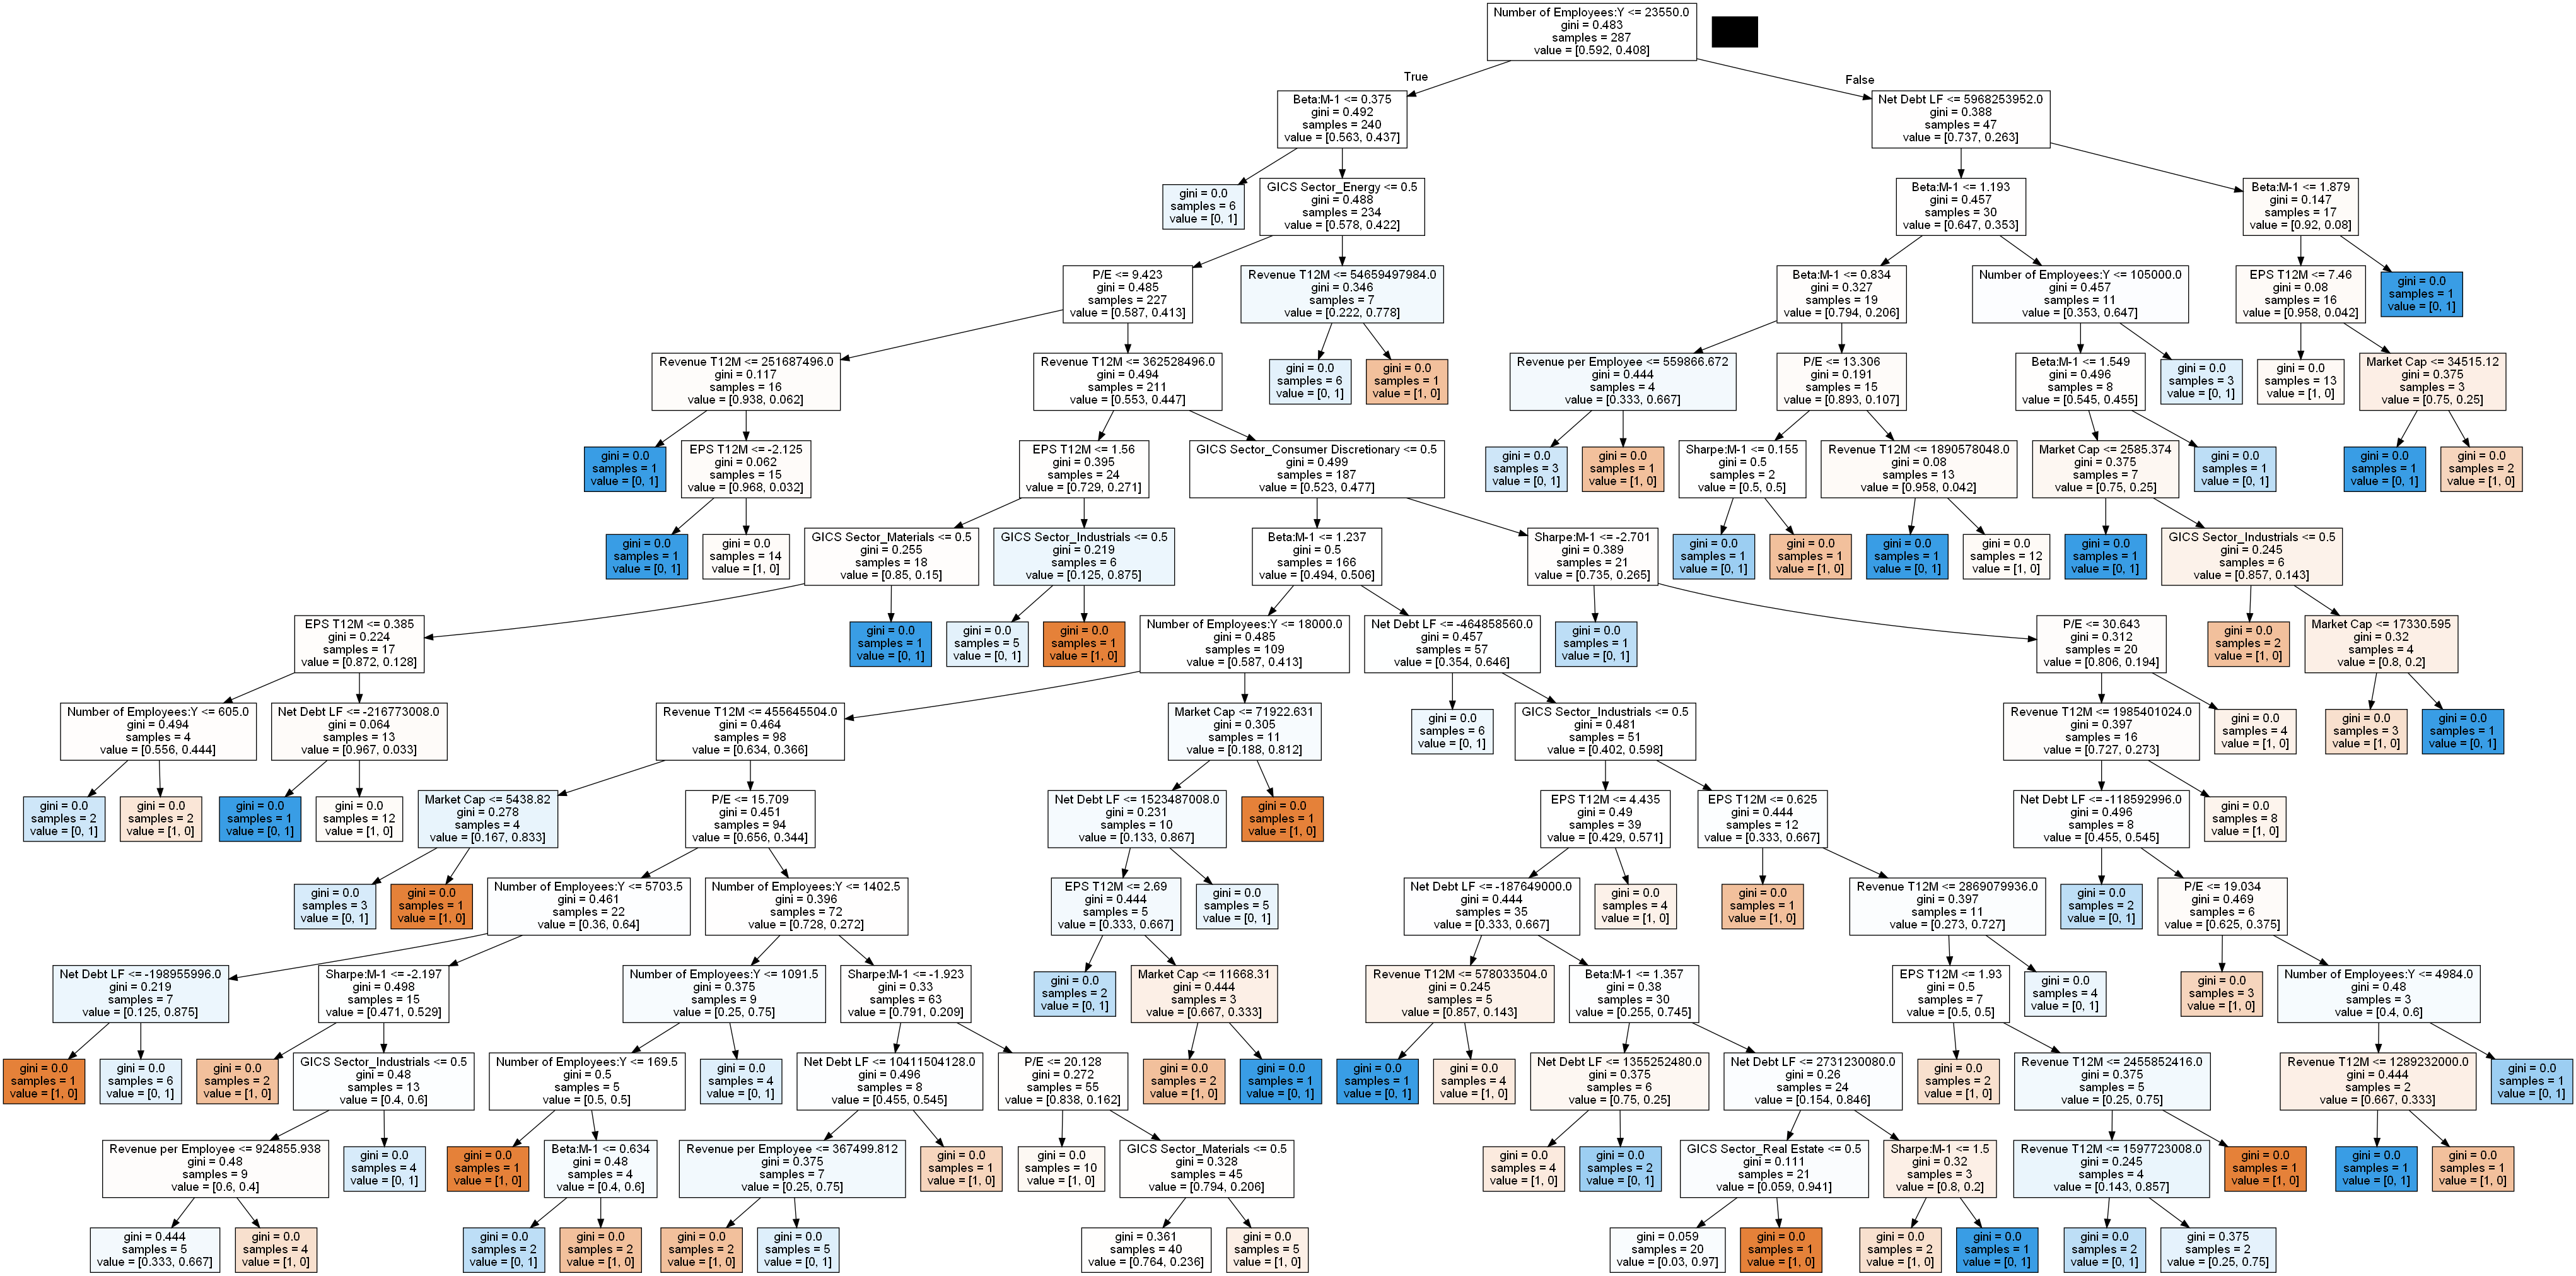 Number of Employees:Y <= 23550.0
gini = 0.483
samples = 287
value = [0.592, 0.408]
True
False
Beta:M-1 <= 0.375
gini = 0.492
samples = 240
value = [0.563, 0.437]
Net Debt LF <= 5968253952.0
gini = 0.388
samples = 47
value = [0.737, 0.263]
gini = 0.0
samples = 6
value = [0, 1]
GICS Sector_Energy <= 0.5
gini = 0.488
samples = 234
value = [0.578, 0.422]
Beta:M-1 <= 1.193
gini = 0.457
samples = 30
value = [0.647, 0.353]
Beta:M-1 <= 1.879
gini = 0.147
samples = 17
value = [0.92, 0.08]
P/E <= 9.423
gini = 0.485
samples = 227
value = [0.587, 0.413]
Revenue T12M <= 54659497984.0
gini = 0.346
samples = 7
value = [0.222, 0.778]
Beta:M-1 <= 0.834
gini = 0.327
samples = 19
value = [0.794, 0.206]
Number of Employees:Y <= 105000.0
gini = 0.457
samples = 11
value = [0.353, 0.647]
EPS T12M <= 7.46
gini = 0.08
samples = 16
value = [0.958, 0.042]
gini = 0.0
samples = 1
value = [0, 1]
Revenue T12M <= 251687496.0
gini = 0.117
samples = 16
value = [0.938, 0.062]
Revenue T12M <= 362528496.0
gini = 0.494
samples = 211
value = [0.553, 0.447]
gini = 0.0
samples = 6
value = [0, 1]
gini = 0.0
samples = 1
value = [1, 0]
Revenue per Employee <= 559866.672
gini = 0.444
samples = 4
value = [0.333, 0.667]
P/E <= 13.306
gini = 0.191
samples = 15
value = [0.893, 0.107]
Beta:M-1 <= 1.549
gini = 0.496
samples = 8
value = [0.545, 0.455]
gini = 0.0
samples = 3
value = [0, 1]
gini = 0.0
samples = 13
value = [1, 0]
Market Cap <= 34515.12
gini = 0.375
samples = 3
value = [0.75, 0.25]
gini = 0.0
samples = 1
value = [0, 1]
EPS T12M <= -2.125
gini = 0.062
samples = 15
value = [0.968, 0.032]
EPS T12M <= 1.56
gini = 0.395
samples = 24
value = [0.729, 0.271]
GICS Sector_Consumer Discretionary <= 0.5
gini = 0.499
samples = 187
value = [0.523, 0.477]
gini = 0.0
samples = 3
value = [0, 1]
gini = 0.0
samples = 1
value = [1, 0]
Sharpe:M-1 <= 0.155
gini = 0.5
samples = 2
value = [0.5, 0.5]
Revenue T12M <= 1890578048.0
gini = 0.08
samples = 13
value = [0.958, 0.042]
Market Cap <= 2585.374
gini = 0.375
samples = 7
value = [0.75, 0.25]
gini = 0.0
samples = 1
value = [0, 1]
gini = 0.0
samples = 1
value = [0, 1]
gini = 0.0
samples = 2
value = [1, 0]
gini = 0.0
samples = 1
value = [0, 1]
gini = 0.0
samples = 14
value = [1, 0]
GICS Sector_Materials <= 0.5
gini = 0.255
samples = 18
value = [0.85, 0.15]
GICS Sector_Industrials <= 0.5
gini = 0.219
samples = 6
value = [0.125, 0.875]
Beta:M-1 <= 1.237
gini = 0.5
samples = 166
value = [0.494, 0.506]
Sharpe:M-1 <= -2.701
gini = 0.389
samples = 21
value = [0.735, 0.265]
gini = 0.0
samples = 1
value = [0, 1]
gini = 0.0
samples = 1
value = [1, 0]
gini = 0.0
samples = 1
value = [0, 1]
gini = 0.0
samples = 12
value = [1, 0]
gini = 0.0
samples = 1
value = [0, 1]
GICS Sector_Industrials <= 0.5
gini = 0.245
samples = 6
value = [0.857, 0.143]
EPS T12M <= 0.385
gini = 0.224
samples = 17
value = [0.872, 0.128]
gini = 0.0
samples = 1
value = [0, 1]
gini = 0.0
samples = 5
value = [0, 1]
gini = 0.0
samples = 1
value = [1, 0]
Number of Employees:Y <= 18000.0
gini = 0.485
samples = 109
value = [0.587, 0.413]
Net Debt LF <= -464858560.0
gini = 0.457
samples = 57
value = [0.354, 0.646]
gini = 0.0
samples = 1
value = [0, 1]
P/E <= 30.643
gini = 0.312
samples = 20
value = [0.806, 0.194]
gini = 0.0
samples = 2
value = [1, 0]
Market Cap <= 17330.595
gini = 0.32
samples = 4
value = [0.8, 0.2]
Number of Employees:Y <= 605.0
gini = 0.494
samples = 4
value = [0.556, 0.444]
Net Debt LF <= -216773008.0
gini = 0.064
samples = 13
value = [0.967, 0.033]
Revenue T12M <= 455645504.0
gini = 0.464
samples = 98
value = [0.634, 0.366]
Market Cap <= 71922.631
gini = 0.305
samples = 11
value = [0.188, 0.812]
gini = 0.0
samples = 6
value = [0, 1]
GICS Sector_Industrials <= 0.5
gini = 0.481
samples = 51
value = [0.402, 0.598]
Revenue T12M <= 1985401024.0
gini = 0.397
samples = 16
value = [0.727, 0.273]
gini = 0.0
samples = 4
value = [1, 0]
gini = 0.0
samples = 3
value = [1, 0]
gini = 0.0
samples = 1
value = [0, 1]
gini = 0.0
samples = 2
value = [0, 1]
gini = 0.0
samples = 2
value = [1, 0]
gini = 0.0
samples = 1
value = [0, 1]
gini = 0.0
samples = 12
value = [1, 0]
Market Cap <= 5438.82
gini = 0.278
samples = 4
value = [0.167, 0.833]
P/E <= 15.709
gini = 0.451
samples = 94
value = [0.656, 0.344]
Net Debt LF <= 1523487008.0
gini = 0.231
samples = 10
value = [0.133, 0.867]
gini = 0.0
samples = 1
value = [1, 0]
EPS T12M <= 4.435
gini = 0.49
samples = 39
value = [0.429, 0.571]
EPS T12M <= 0.625
gini = 0.444
samples = 12
value = [0.333, 0.667]
Net Debt LF <= -118592996.0
gini = 0.496
samples = 8
value = [0.455, 0.545]
gini = 0.0
samples = 8
value = [1, 0]
gini = 0.0
samples = 3
value = [0, 1]
gini = 0.0
samples = 1
value = [1, 0]
Number of Employees:Y <= 5703.5
gini = 0.461
samples = 22
value = [0.36, 0.64]
Number of Employees:Y <= 1402.5
gini = 0.396
samples = 72
value = [0.728, 0.272]
EPS T12M <= 2.69
gini = 0.444
samples = 5
value = [0.333, 0.667]
gini = 0.0
samples = 5
value = [0, 1]
Net Debt LF <= -187649000.0
gini = 0.444
samples = 35
value = [0.333, 0.667]
gini = 0.0
samples = 4
value = [1, 0]
gini = 0.0
samples = 1
value = [1, 0]
Revenue T12M <= 2869079936.0
gini = 0.397
samples = 11
value = [0.273, 0.727]
gini = 0.0
samples = 2
value = [0, 1]
P/E <= 19.034
gini = 0.469
samples = 6
value = [0.625, 0.375]
Net Debt LF <= -198955996.0
gini = 0.219
samples = 7
value = [0.125, 0.875]
Sharpe:M-1 <= -2.197
gini = 0.498
samples = 15
value = [0.471, 0.529]
Number of Employees:Y <= 1091.5
gini = 0.375
samples = 9
value = [0.25, 0.75]
Sharpe:M-1 <= -1.923
gini = 0.33
samples = 63
value = [0.791, 0.209]
gini = 0.0
samples = 2
value = [0, 1]
Market Cap <= 11668.31
gini = 0.444
samples = 3
value = [0.667, 0.333]
Revenue T12M <= 578033504.0
gini = 0.245
samples = 5
value = [0.857, 0.143]
Beta:M-1 <= 1.357
gini = 0.38
samples = 30
value = [0.255, 0.745]
EPS T12M <= 1.93
gini = 0.5
samples = 7
value = [0.5, 0.5]
gini = 0.0
samples = 4
value = [0, 1]
gini = 0.0
samples = 3
value = [1, 0]
Number of Employees:Y <= 4984.0
gini = 0.48
samples = 3
value = [0.4, 0.6]
gini = 0.0
samples = 1
value = [1, 0]
gini = 0.0
samples = 6
value = [0, 1]
gini = 0.0
samples = 2
value = [1, 0]
GICS Sector_Industrials <= 0.5
gini = 0.48
samples = 13
value = [0.4, 0.6]
Number of Employees:Y <= 169.5
gini = 0.5
samples = 5
value = [0.5, 0.5]
gini = 0.0
samples = 4
value = [0, 1]
Net Debt LF <= 10411504128.0
gini = 0.496
samples = 8
value = [0.455, 0.545]
P/E <= 20.128
gini = 0.272
samples = 55
value = [0.838, 0.162]
gini = 0.0
samples = 2
value = [1, 0]
gini = 0.0
samples = 1
value = [0, 1]
gini = 0.0
samples = 1
value = [0, 1]
gini = 0.0
samples = 4
value = [1, 0]
Net Debt LF <= 1355252480.0
gini = 0.375
samples = 6
value = [0.75, 0.25]
Net Debt LF <= 2731230080.0
gini = 0.26
samples = 24
value = [0.154, 0.846]
gini = 0.0
samples = 2
value = [1, 0]
Revenue T12M <= 2455852416.0
gini = 0.375
samples = 5
value = [0.25, 0.75]
Revenue T12M <= 1289232000.0
gini = 0.444
samples = 2
value = [0.667, 0.333]
gini = 0.0
samples = 1
value = [0, 1]
Revenue per Employee <= 924855.938
gini = 0.48
samples = 9
value = [0.6, 0.4]
gini = 0.0
samples = 4
value = [0, 1]
gini = 0.0
samples = 1
value = [1, 0]
Beta:M-1 <= 0.634
gini = 0.48
samples = 4
value = [0.4, 0.6]
Revenue per Employee <= 367499.812
gini = 0.375
samples = 7
value = [0.25, 0.75]
gini = 0.0
samples = 1
value = [1, 0]
gini = 0.0
samples = 10
value = [1, 0]
GICS Sector_Materials <= 0.5
gini = 0.328
samples = 45
value = [0.794, 0.206]
gini = 0.0
samples = 4
value = [1, 0]
gini = 0.0
samples = 2
value = [0, 1]
GICS Sector_Real Estate <= 0.5
gini = 0.111
samples = 21
value = [0.059, 0.941]
Sharpe:M-1 <= 1.5
gini = 0.32
samples = 3
value = [0.8, 0.2]
Revenue T12M <= 1597723008.0
gini = 0.245
samples = 4
value = [0.143, 0.857]
gini = 0.0
samples = 1
value = [1, 0]
gini = 0.0
samples = 1
value = [0, 1]
gini = 0.0
samples = 1
value = [1, 0]
gini = 0.444
samples = 5
value = [0.333, 0.667]
gini = 0.0
samples = 4
value = [1, 0]
gini = 0.0
samples = 2
value = [0, 1]
gini = 0.0
samples = 2
value = [1, 0]
gini = 0.0
samples = 2
value = [1, 0]
gini = 0.0
samples = 5
value = [0, 1]
gini = 0.361
samples = 40
value = [0.764, 0.236]
gini = 0.0
samples = 5
value = [1, 0]
gini = 0.059
samples = 20
value = [0.03, 0.97]
gini = 0.0
samples = 1
value = [1, 0]
gini = 0.0
samples = 2
value = [1, 0]
gini = 0.0
samples = 1
value = [0, 1]
gini = 0.0
samples = 2
value = [0, 1]
gini = 0.375
samples = 2
value = [0.25, 0.75]